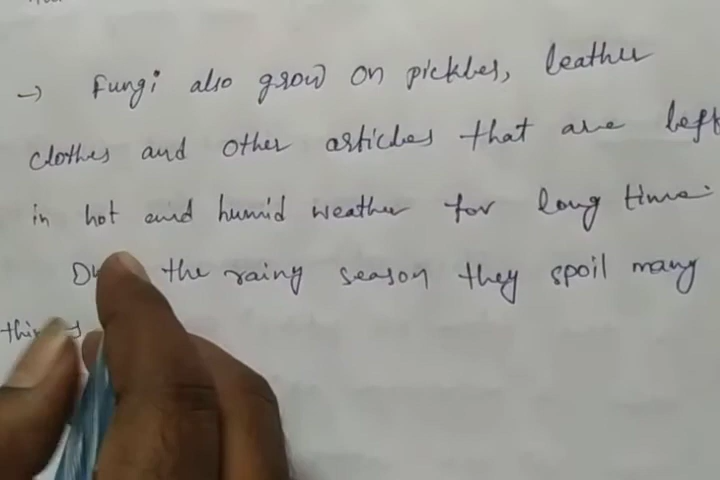 → Fungi also grow on pickles, leather
clothes and other articles that are left
in hot and humid weather for long time.
the rainy season they spoil many
things